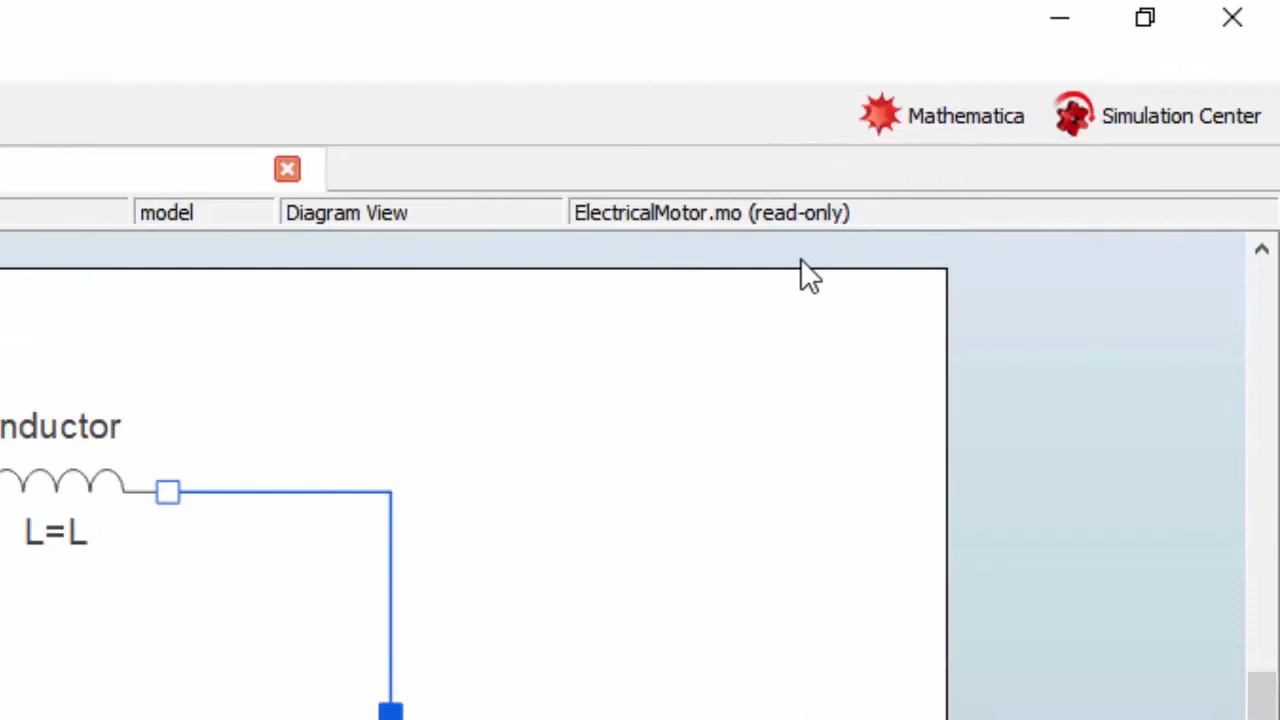 Mathematica Simulation Center
model Diagram View ElectricalMotor.mo (read-only)
nductor
L=L